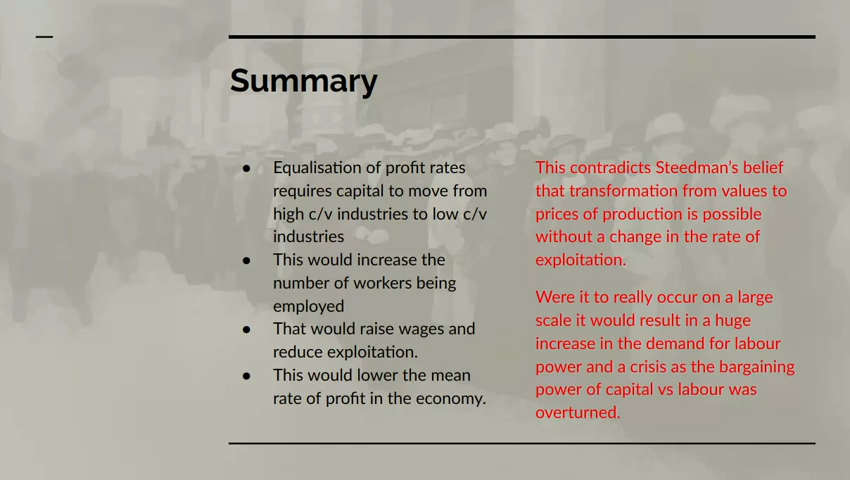 Summary
● Equalisation of profit rates
requires capital to move from
high c/v industries to low c/v
industries
● This would increase the
number of workers being
employed
● That would raise wages and
reduce exploitation.
● This would lower the mean
rate of profit in the economy.
This contradicts Steedman's belief
that transformation from values to
prices of production is possible
without a change in the rate of
exploitation.
Were it to really occur on a large
scale it would result in a huge
increase in the demand for labour
power and a crisis as the bargaining
power of capital vs labour was
overturned.